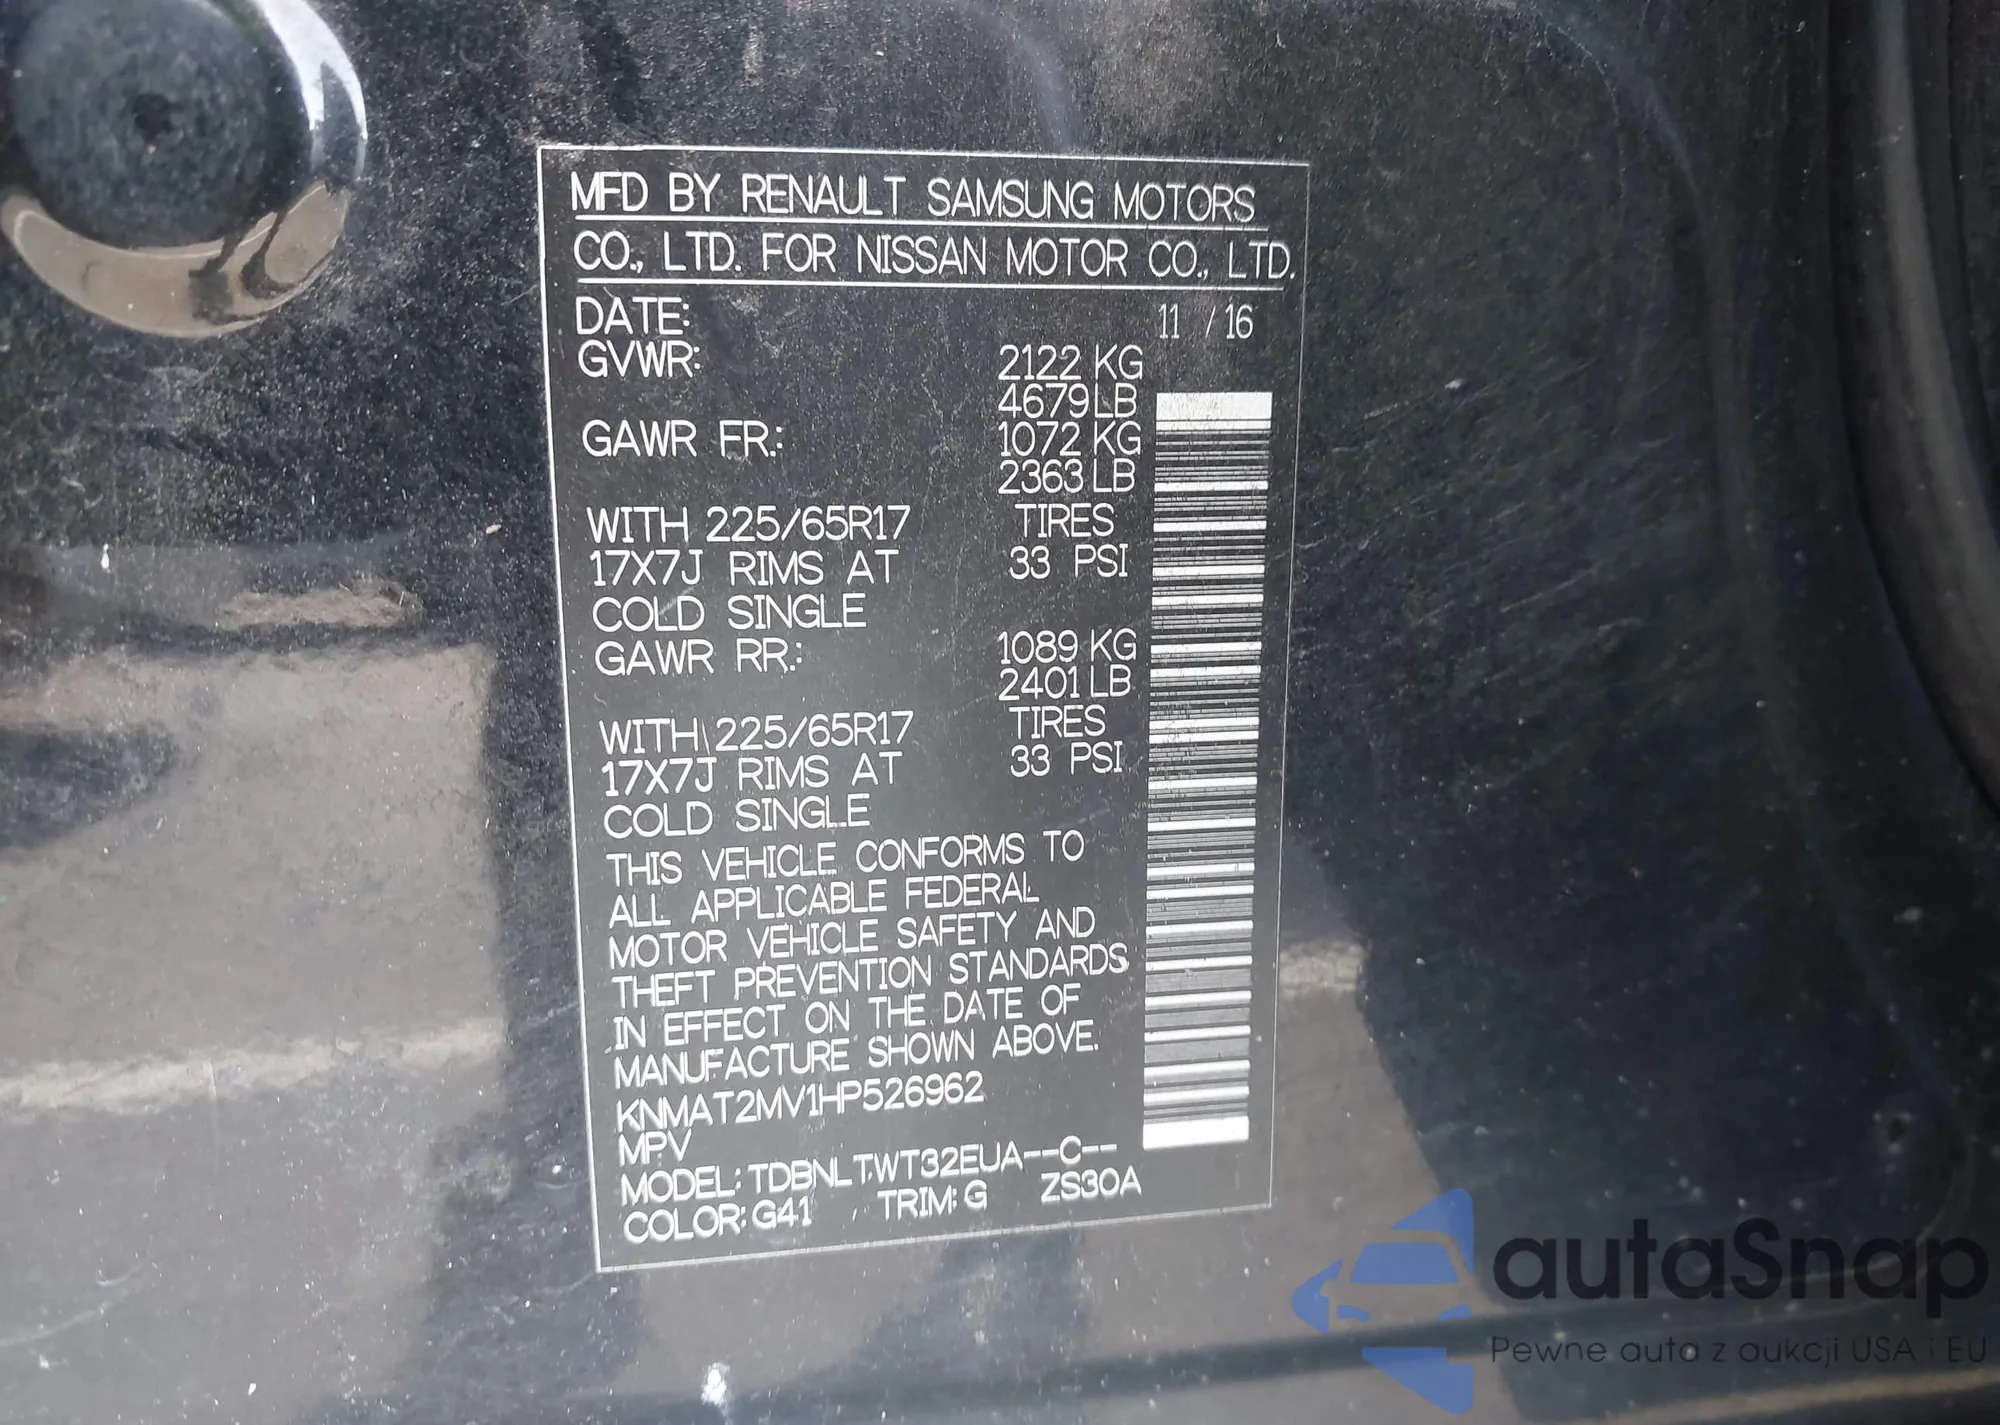 MFD BY RENAULT SAMSUNG MOTORS
CO., LTD. FOR NISSAN MOTOR CO., LTD.
DATE: 11 / 16
GVWR: 2122 KG
4679 LB
GAWR FR.: 1072 KG
2363 LB
WITH 225/65R17 TIRES
17X7J RIMS AT 33 PSI
COLD SINGLE
GAWR RR.: 1089 KG
2401 LB
WITH 225/65R17 TIRES
17X7J RIMS AT 33 PSI
COLD SINGLE
THIS VEHICLE CONFORMS TO
ALL APPLICABLE FEDERAL
MOTOR VEHICLE SAFETY AND
THEFT PREVENTION STANDARDS
IN EFFECT ON THE DATE OF
MANUFACTURE SHOWN ABOVE.
KNMAT2MV1HP526962
MPV
MODEL: TDBNLTWT32EUA--C--
COLOR: G41 TRIM: G ZS30A
autaSnap
Pewne auta z aukcji USA i EU